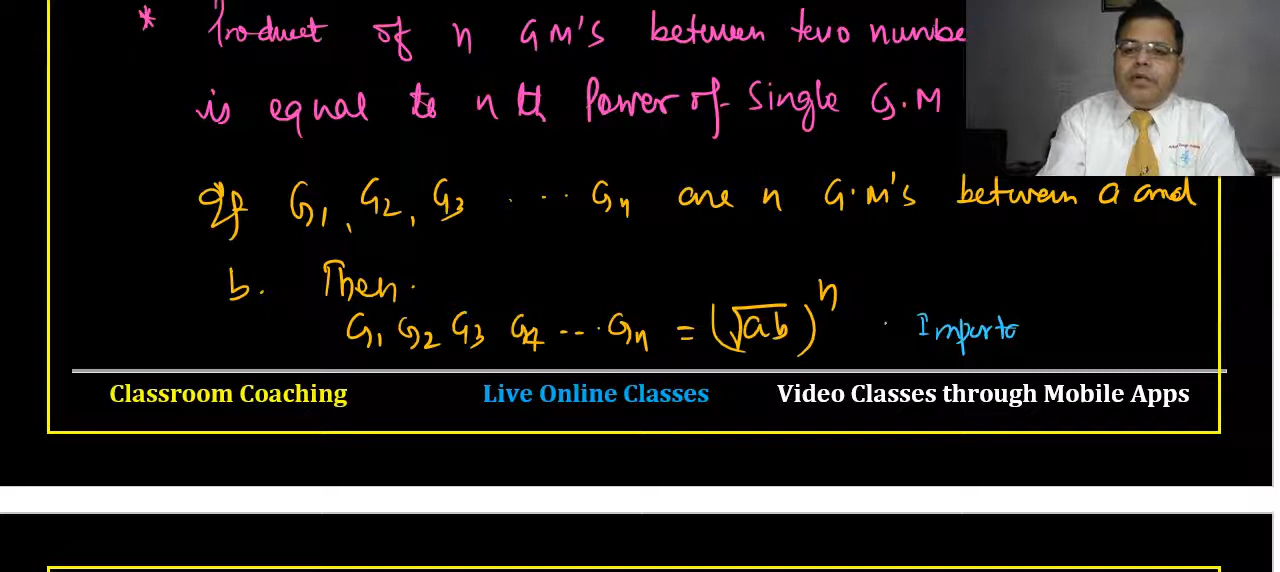 * Product of n GM'S between two numbe
is equal to n th Power of Single G.M
If G1, G2, G3 ... Gn are n G.M's between a and
b. Then.
G1 G2 G3 G4 ... Gn = (√ab)^n . Importa
Classroom Coaching Live Online Classes Video Classes through Mobile Apps